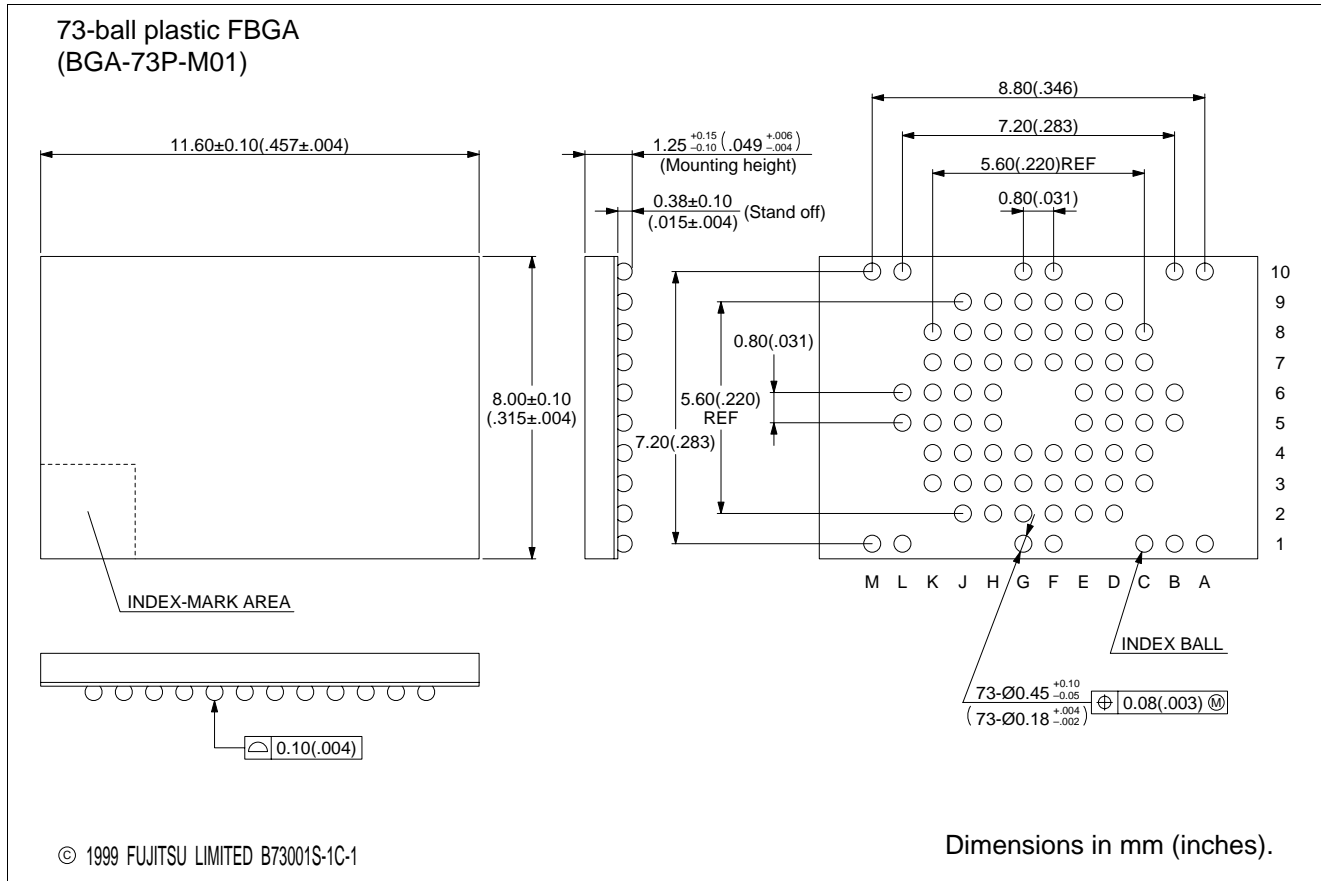 73-ball plastic FBGA
(BGA-73P-M01)
11.60±0.10(.457±.004)
1.25 +0.15 –0.10 (.049 +.006 –.004)
(Mounting height)
0.38±0.10
(.015±.004)
(Stand off)
8.80(.346)
7.20(.283)
5.60(.220)REF
0.80(.031)
8.00±0.10
(.315±.004)
0.80(.031)
5.60(.220)
REF
7.20(.283)
10
9
8
7
6
5
4
3
2
1
M L K J H G F E D C B A
INDEX-MARK AREA
INDEX BALL
73-Ø0.45 +0.10 –0.05
(73-Ø0.18 +.004 –.002)
⌖ 0.08(.003) Ⓜ
⌓ 0.10(.004)
© 1999 FUJITSU LIMITED B73001S-1C-1
Dimensions in mm (inches).